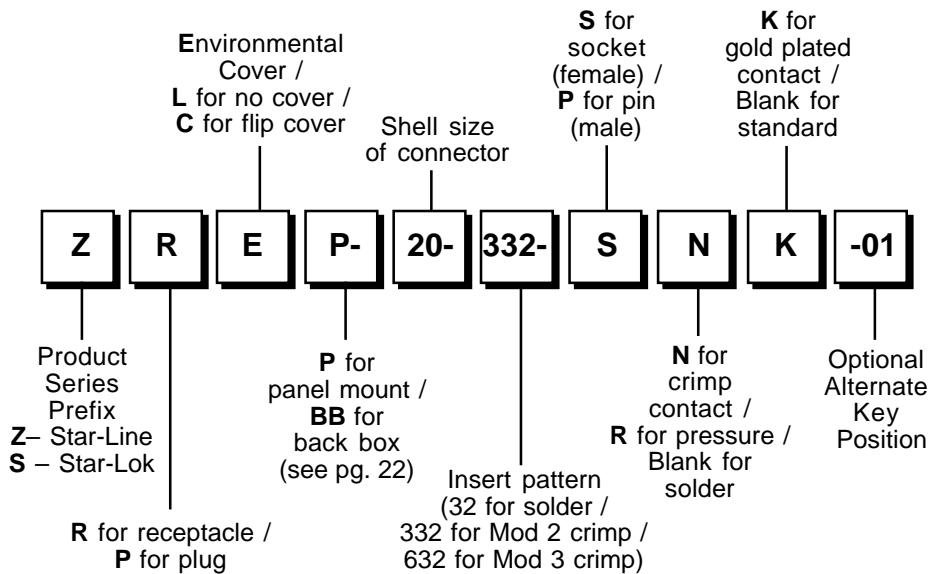 Environmental
Cover /
L for no cover /
C for flip cover
Shell size
of connector
S for
socket
(female) /
P for pin
(male)
K for
gold plated
contact /
Blank for
standard
Z R E P- 20- 332- S N K -01
Product
Series
Prefix
Z– Star-Line
S – Star-Lok
R for receptacle /
P for plug
P for
panel mount /
BB for
back box
(see pg. 22)
Insert pattern
(32 for solder /
332 for Mod 2 crimp /
632 for Mod 3 crimp)
N for
crimp
contact /
R for pressure /
Blank for
solder
Optional
Alternate
Key
Position